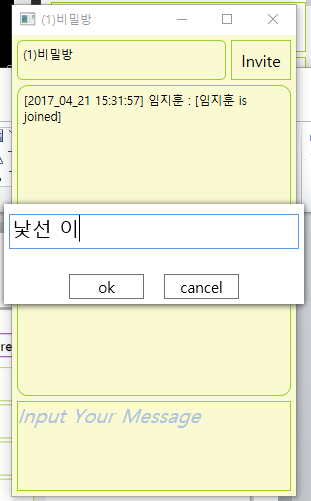 (1)비밀방
(1)비밀방
Invite
[2017_04_21 15:31:57] 임지훈 : [임지훈 is
joined]
낯선 이
ok
cancel
re
Input Your Message